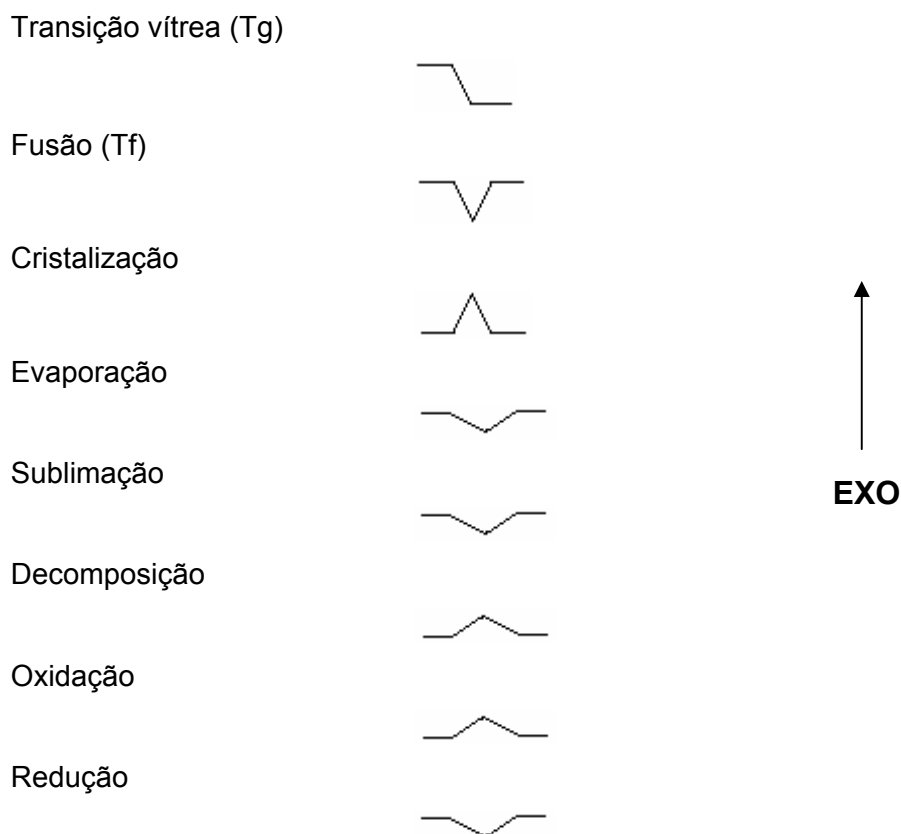 Transição vítrea (Tg)
Fusão (Tf)
Cristalização
Evaporação
Sublimação
EXO
Decomposição
Oxidação
Redução